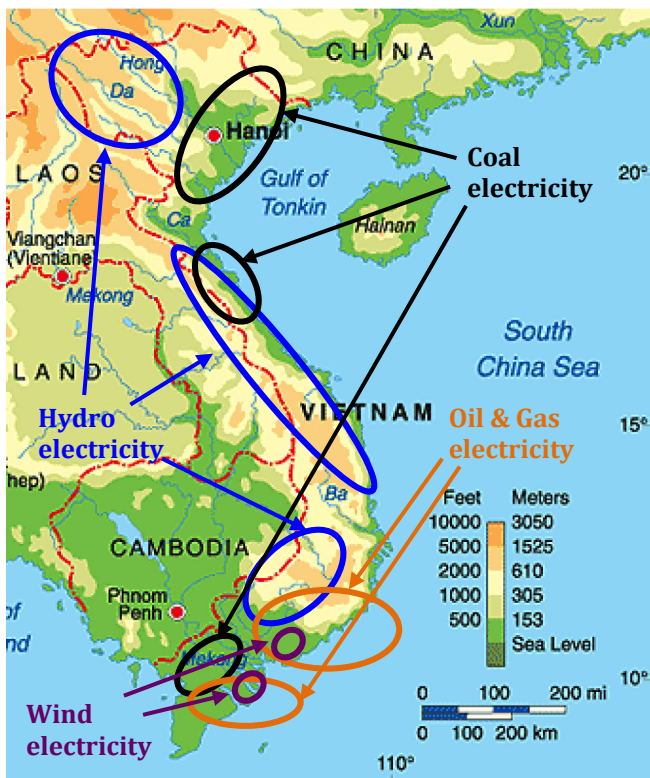 Xun
CHINA
Hong
Da
Hanoi
Coal
electricity
20°
LAOS
Gulf of
Tonkin
Hainan
Ca
Viangchan
(Vientiane)
Mekong
South
China Sea
LAND
VIETNAM
Hydro
electricity
Oil & Gas
electricity
15°
hep)
Ba
Feet
Meters
10000
3050
5000
1525
2000
610
1000
305
500
153
Sea Level
CAMBODIA
Phnom
Penh
of
nd
Mekong
10°
Wind
electricity
0
100
200 mi
0
100
200 km
110°